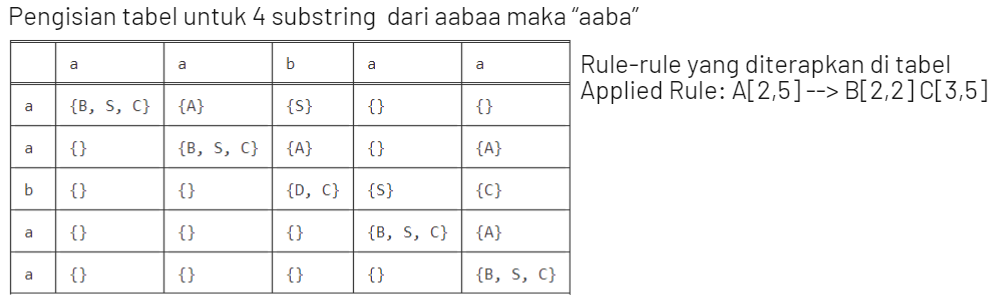 Pengisian tabel untuk 4 substring dari aabaa maka “aaba”
a a b a a
a {B, S, C} {A} {S} {} {}
a {} {B, S, C} {A} {} {A}
b {} {} {D, C} {S} {C}
a {} {} {} {B, S, C} {A}
a {} {} {} {} {B, S, C}
Rule-rule yang diterapkan di tabel
Applied Rule: A[2,5] --> B[2,2] C[3,5]